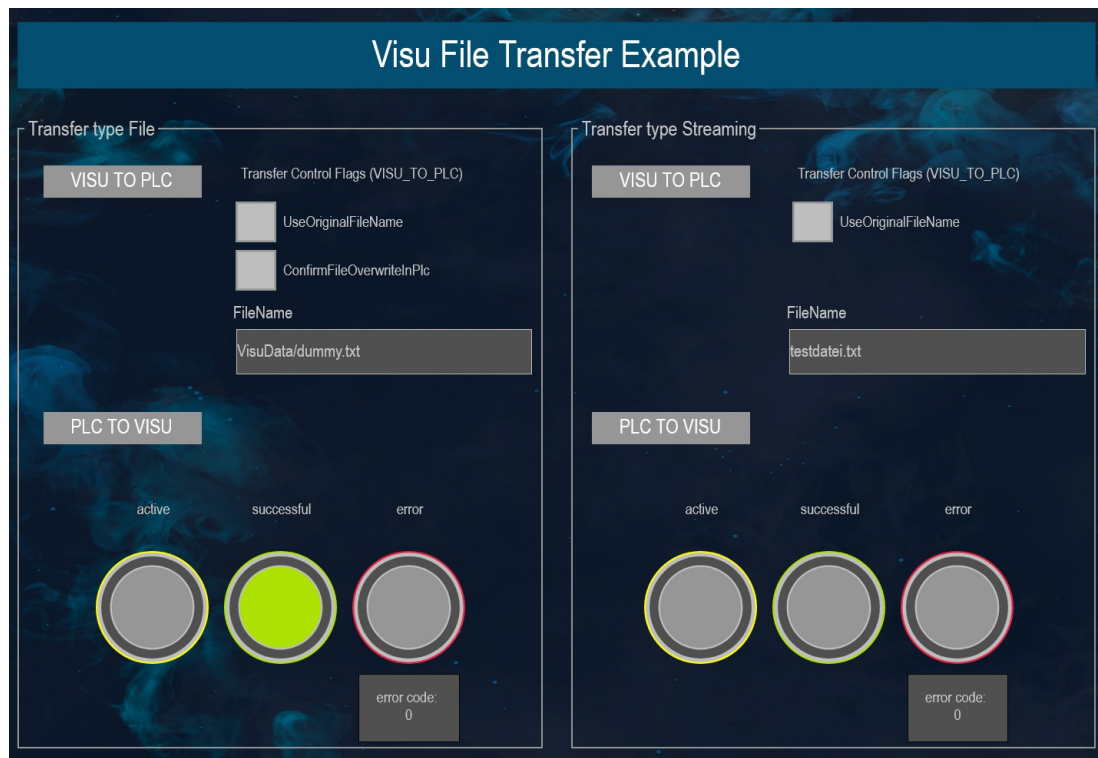 Visu File Transfer Example
Transfer type File
VISU TO PLC
Transfer Control Flags (VISU_TO_PLC)
UseOriginalFileName
ConfirmFileOverwriteInPlc
FileName
VisuData/dummy.txt
PLC TO VISU
active
successful
error
error code:
0
Transfer type Streaming
VISU TO PLC
Transfer Control Flags (VISU_TO_PLC)
UseOriginalFileName
FileName
testdatei.txt
PLC TO VISU
active
successful
error
error code:
0